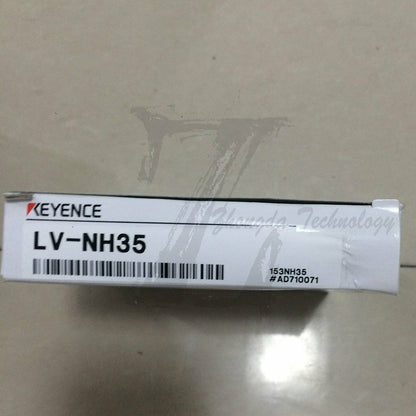 KEYENCE
Zhongda Technology
LV-NH35
153NH35
#AD710071